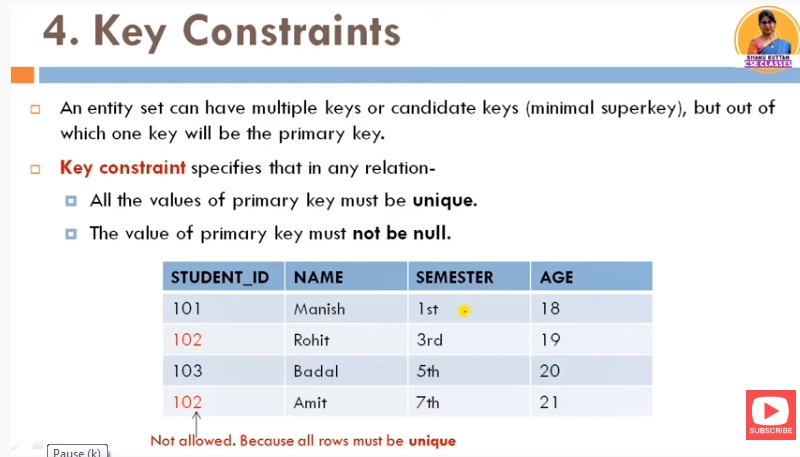 4. Key Constraints
BHANU KUTTAN
CSE CLASSES
An entity set can have multiple keys or candidate keys (minimal superkey), but out of
which one key will be the primary key.
Key constraint specifies that in any relation-
All the values of primary key must be unique.
The value of primary key must not be null.
STUDENT_ID NAME SEMESTER AGE
101 Manish 1st 18
102 Rohit 3rd 19
103 Badal 5th 20
102 Amit 7th 21
Not allowed. Because all rows must be unique
SUBSCRIBE
Pause (k)